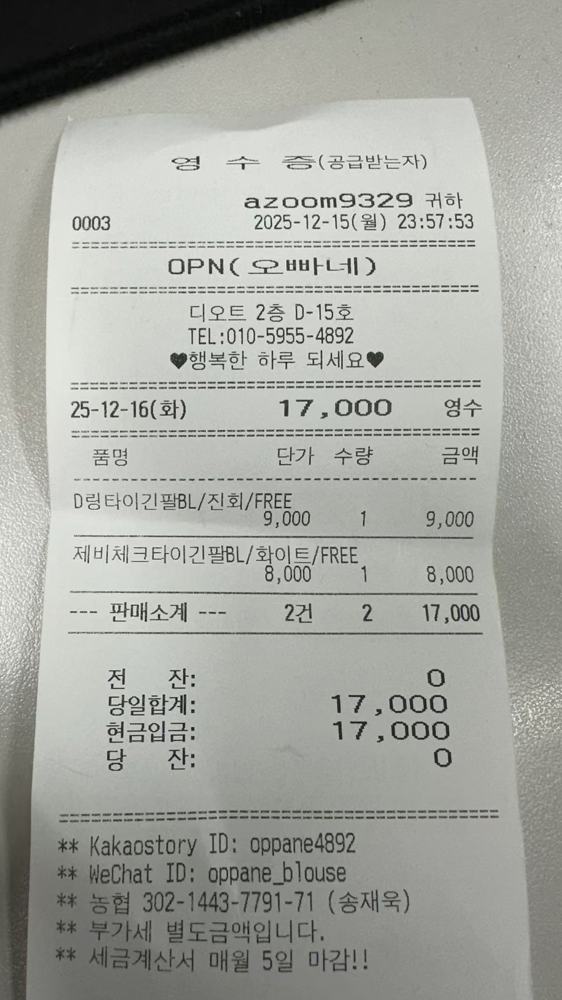 영 수 증(공급받는자)
azoom9329 귀하
0003 2025-12-15(월) 23:57:53
OPN(오빠네)
디오트 2층 D-15호
TEL:010-5955-4892
♥행복한 하루 되세요♥
25-12-16(화) 17,000 영수
품명 단가 수량 금액
D링타이긴팔BL/진회/FREE
9,000 1 9,000
제비체크타이긴팔BL/화이트/FREE
8,000 1 8,000
--- 판매소계 --- 2건 2 17,000
전 잔: 0
당일합계: 17,000
현금입금: 17,000
당 잔: 0
** Kakaostory ID: oppane4892
** WeChat ID: oppane_blouse
** 농협 302-1443-7791-71 (송재욱)
** 부가세 별도금액입니다.
** 세금계산서 매월 5일 마감!!